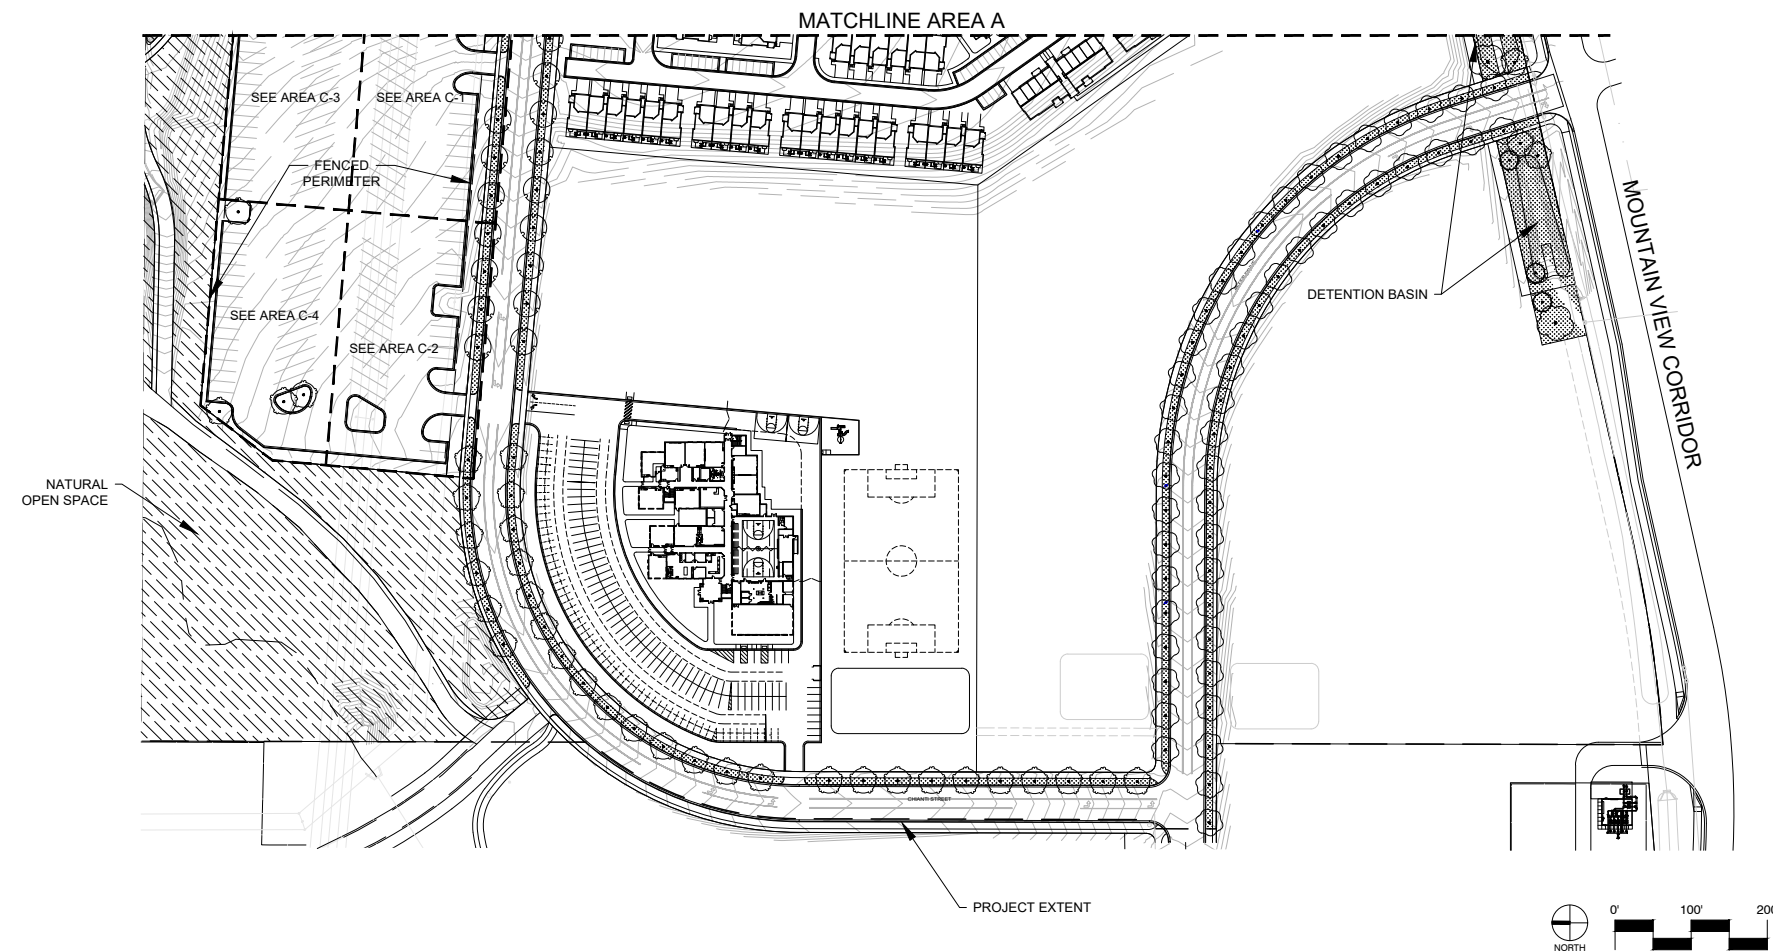 MATCHLINE AREA A
SEE AREA C-3
SEE AREA C-1
FENCED
PERIMETER
SEE AREA C-4
SEE AREA C-2
MOUNTAIN VIEW CORRIDOR
DETENTION BASIN
NATURAL
OPEN SPACE
CHIANTI STREET
PROJECT EXTENT
NORTH
0'
100'